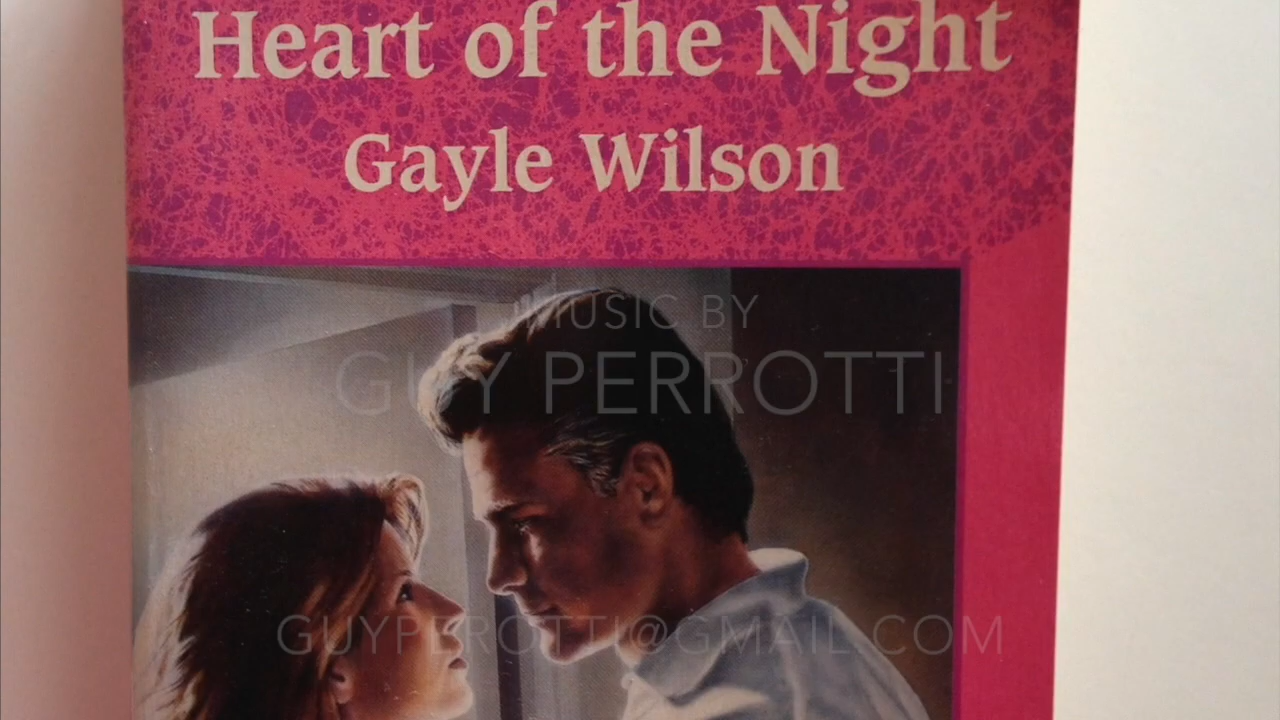 Heart of the Night
Gayle Wilson
MUSIC BY
GUY PERROTTI
GUYPERROTTI@GMAIL.COM